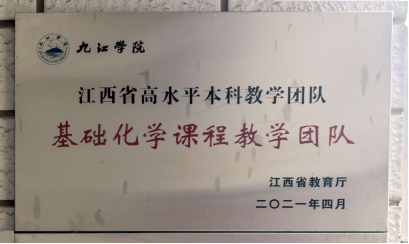 九江学院
江西省高水平本科教学团队
基础化学课程教学团队
江西省教育厅
二〇二一年四月